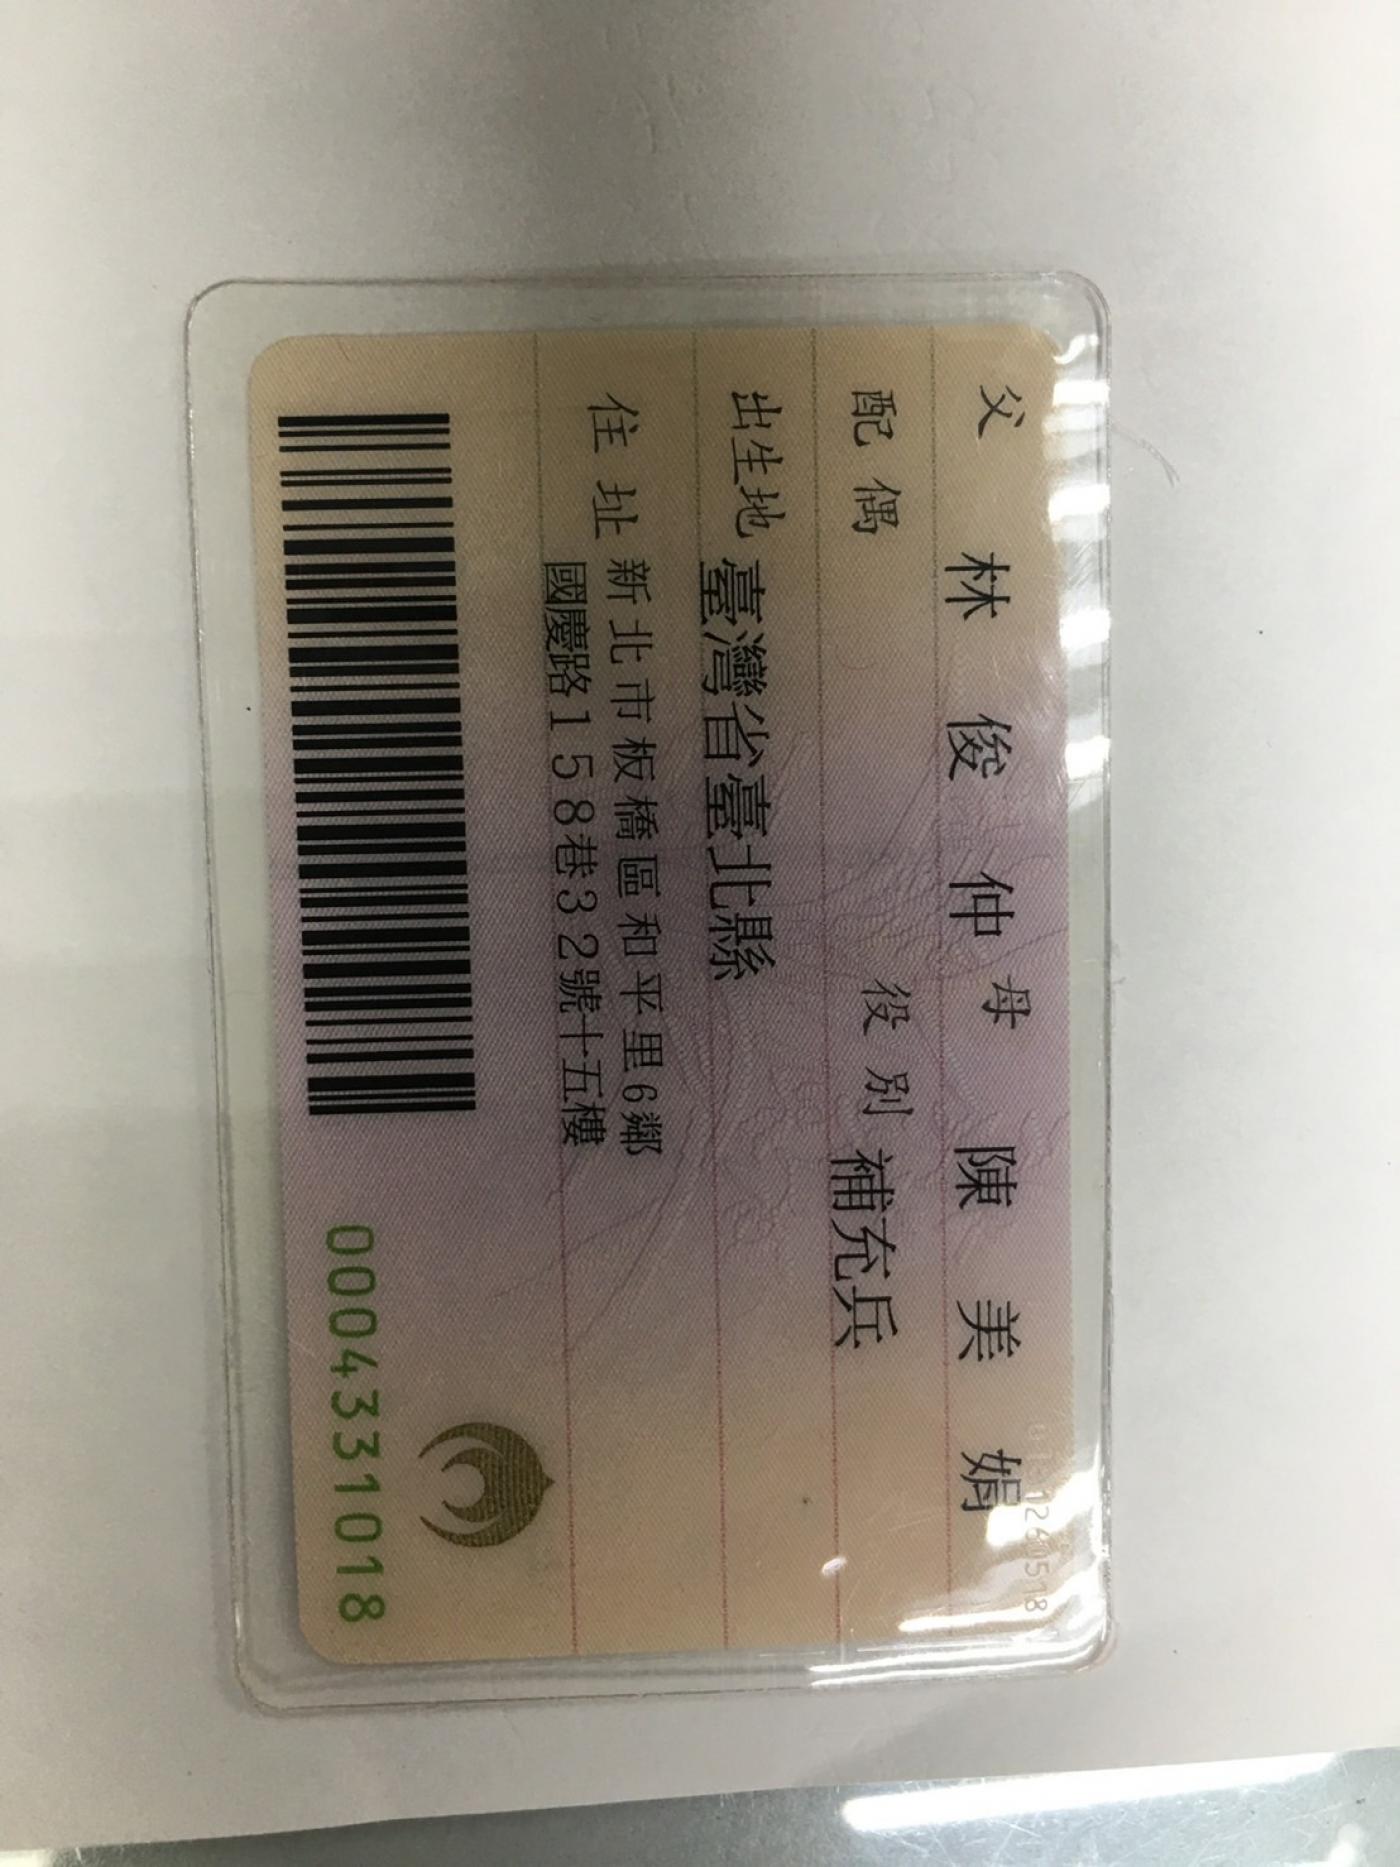 父 林俊仲 母 陳美娟
配偶 役別 補充兵
出生地 臺灣省臺北縣
住址 新北市板橋區和平里6鄰
國慶路158巷32號十五樓
0004331018